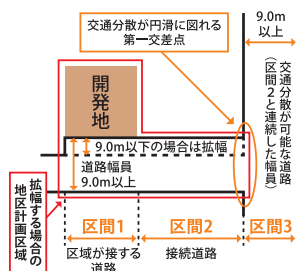 交通分散が円滑に図れる
第一交差点
9.0m
以上
交通分散が可能な道路
(区間2と連続した幅員)
開発地
9.0m以下の場合は拡幅
道路幅員
9.0m以上
拡幅する場合の
地区計画区域
区間1
区間2
区間3
区域が接する
道路
接続道路